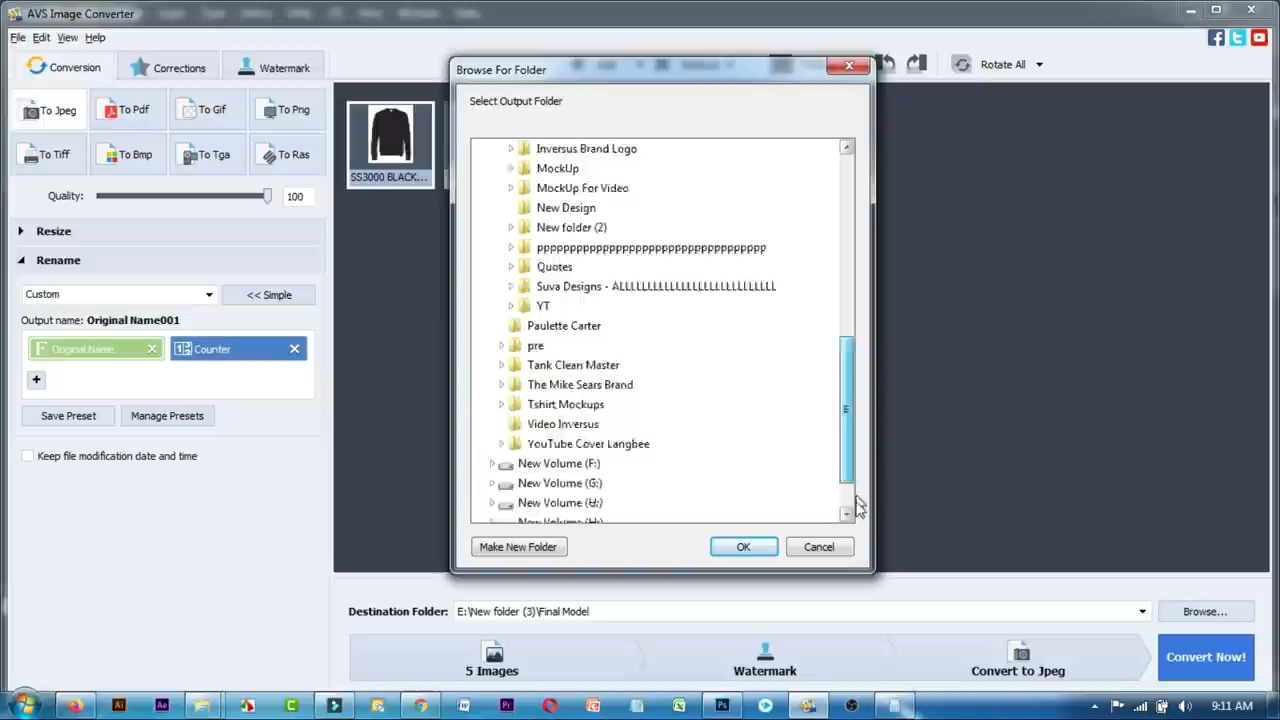 AVS Image Converter
File Edit View Help
Conversion Corrections Watermark
Rotate All
To Jpeg To Pdf To Gif To Png
To Tiff To Bmp To Tga To Ras
Quality: 100
Resize
Rename
Custom << Simple
Output name: Original Name001
Original Name Counter
Save Preset Manage Presets
Keep file modification date and time
SS3000 BLACK...
Browse For Folder
Select Output Folder
Inversus Brand Logo
MockUp
MockUp For Video
New Design
New folder (2)
Quotes
Suva Designs -
YT
Paulette Carter
pre
Tank Clean Master
The Mike Sears Brand
Tshirt Mockups
Video Inversus
YouTube Cover Langbee
New Volume (F:)
New Volume (G:)
Make New Folder OK Cancel
Destination Folder: E:\New folder (3)\Final Model Browse...
5 Images Watermark Convert to Jpeg Convert Now!
9:11 AM